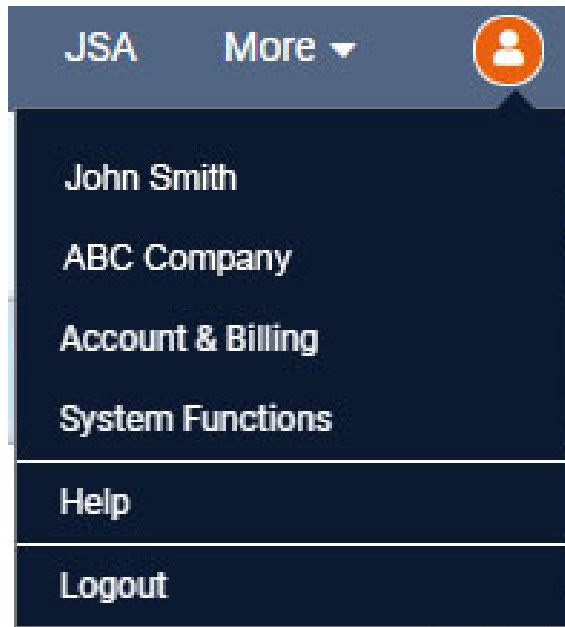 JSA More
John Smith
ABC Company
Account & Billing
System Functions
Help
Logout